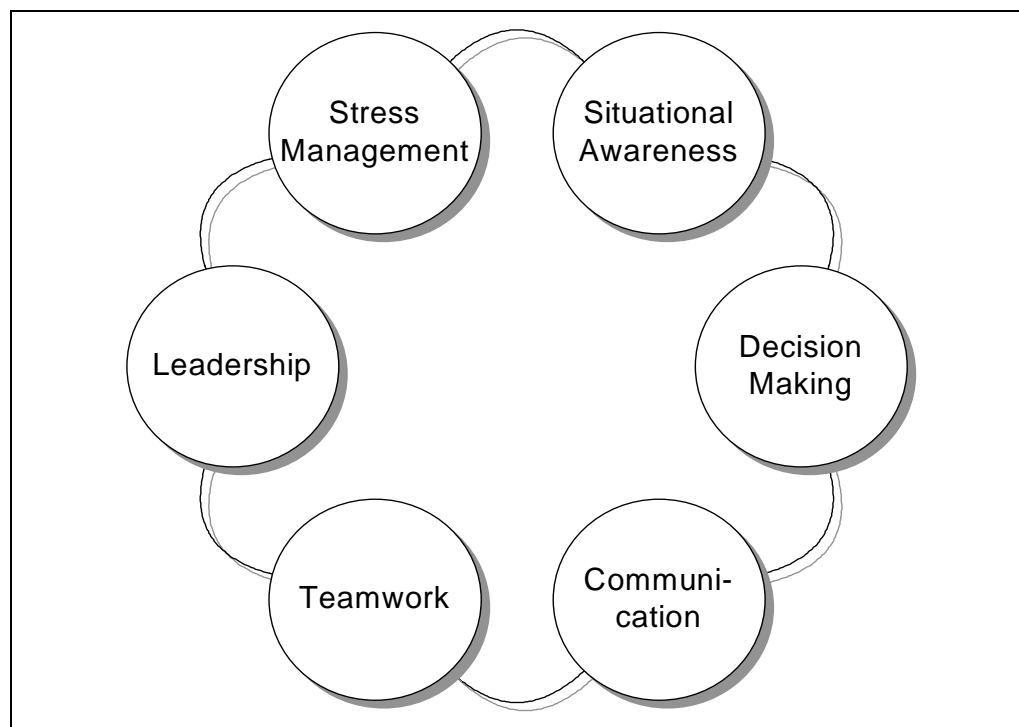 Stress
Management
Situational
Awareness
Leadership
Decision
Making
Teamwork
Communi-
cation